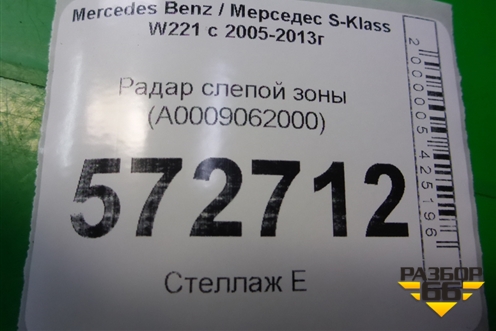 Mercedes Benz / Мерседес S-Klass
W221 с 2005-2013г
Радар слепой зоны
(A0009062000)
572712
Стеллаж Е
2000005425196
РАЗБОР
66